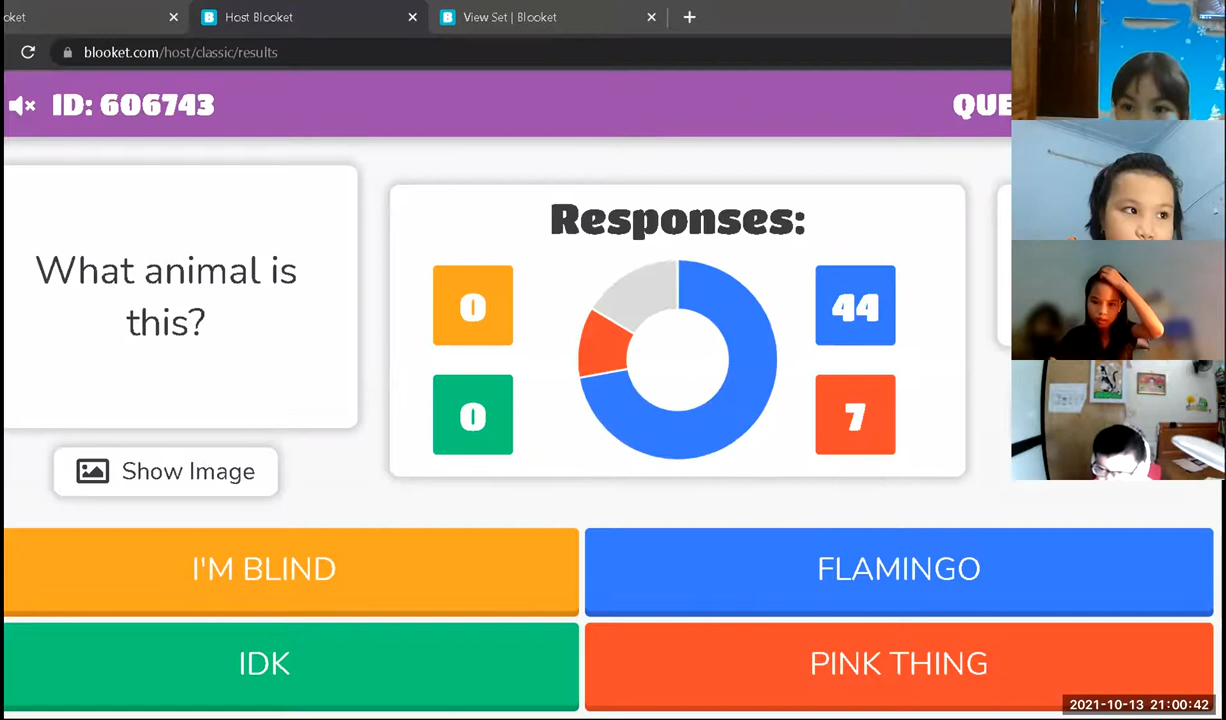 ooket
Host Blooket
View Set | Blooket
blooket.com/host/classic/results
ID: 606743
QUE
What animal is
this?
Show Image
Responses:
0
44
0
7
I'M BLIND
FLAMINGO
IDK
PINK THING
2021-10-13 21:00:42